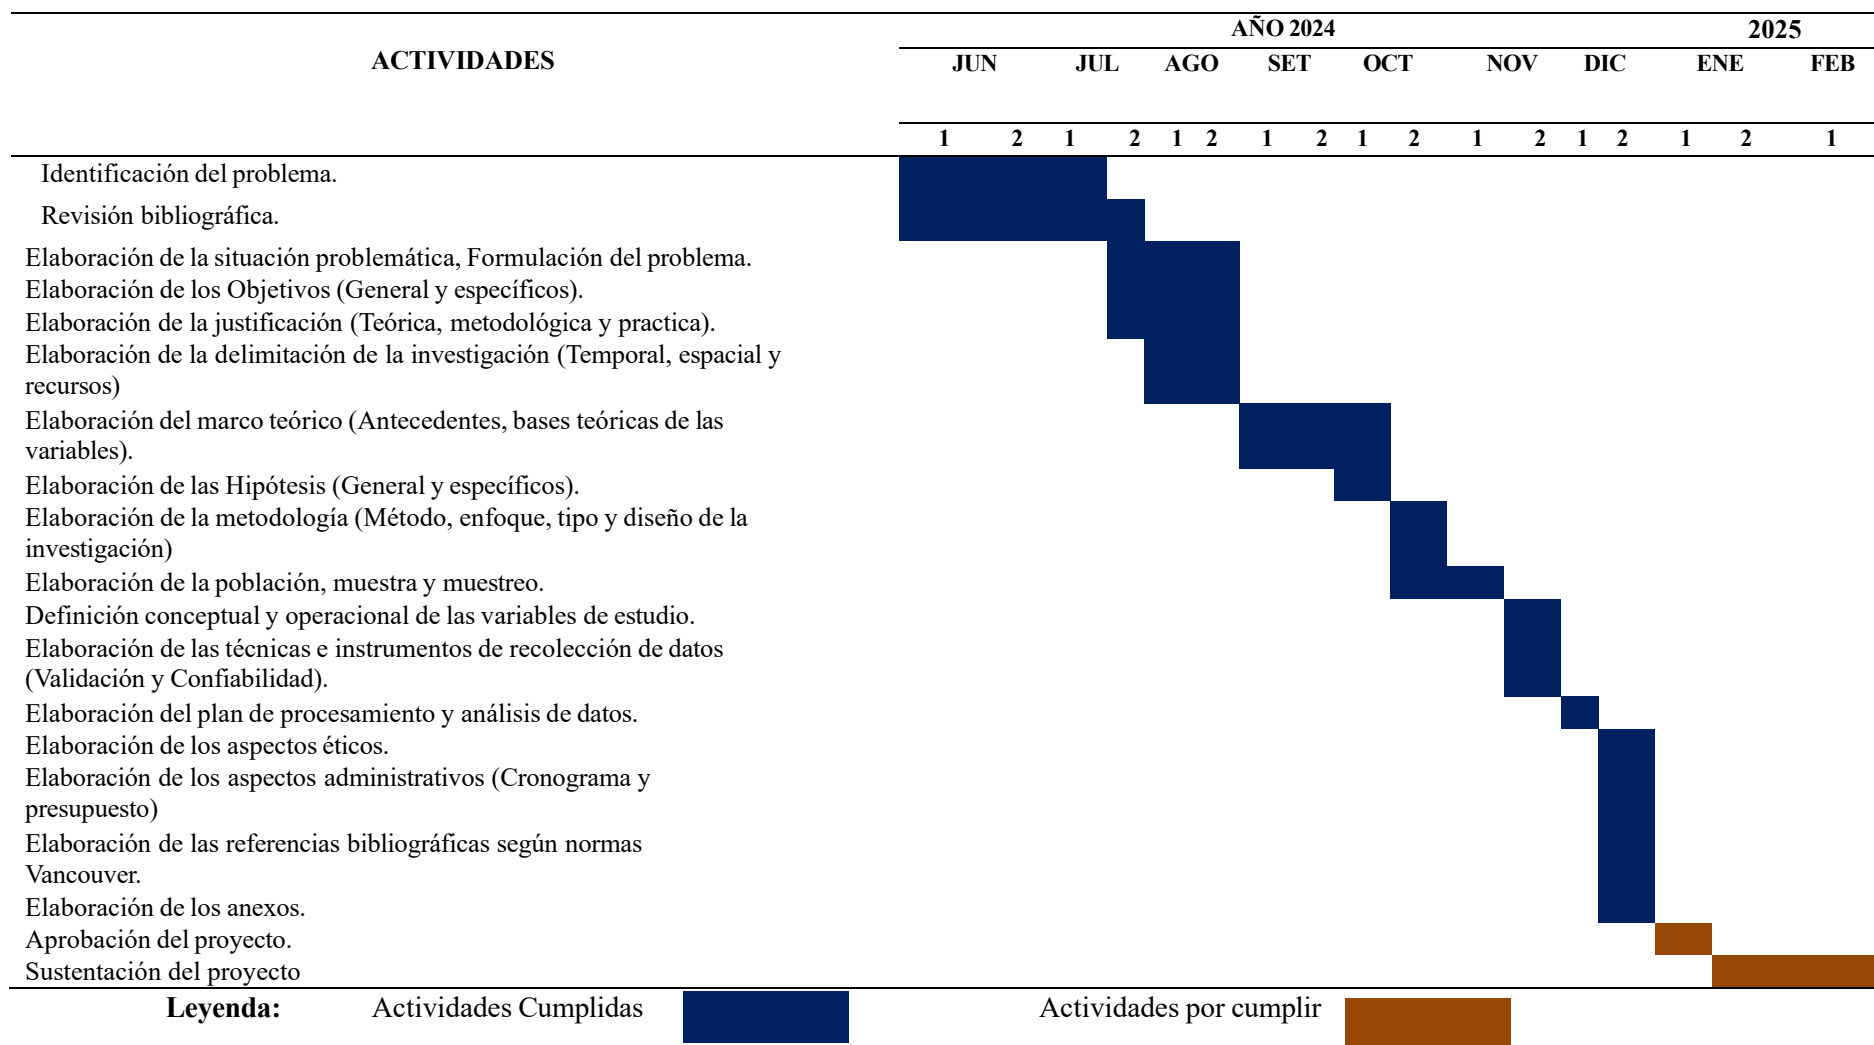 AÑO 2024 2025
ACTIVIDADES
JUN JUL AGO SET OCT NOV DIC ENE FEB
1 2 1 2 1 2 1 2 1 2 1 2 1 2 1 2 1
Identificación del problema.
Revisión bibliográfica.
Elaboración de la situación problemática, Formulación del problema.
Elaboración de los Objetivos (General y específicos).
Elaboración de la justificación (Teórica, metodológica y practica).
Elaboración de la delimitación de la investigación (Temporal, espacial y
recursos)
Elaboración del marco teórico (Antecedentes, bases teóricas de las
variables).
Elaboración de las Hipótesis (General y específicos).
Elaboración de la metodología (Método, enfoque, tipo y diseño de la
investigación)
Elaboración de la población, muestra y muestreo.
Definición conceptual y operacional de las variables de estudio.
Elaboración de las técnicas e instrumentos de recolección de datos
(Validación y Confiabilidad).
Elaboración del plan de procesamiento y análisis de datos.
Elaboración de los aspectos éticos.
Elaboración de los aspectos administrativos (Cronograma y
presupuesto)
Elaboración de las referencias bibliográficas según normas
Vancouver.
Elaboración de los anexos.
Aprobación del proyecto.
Sustentación del proyecto
Leyenda: Actividades Cumplidas Actividades por cumplir